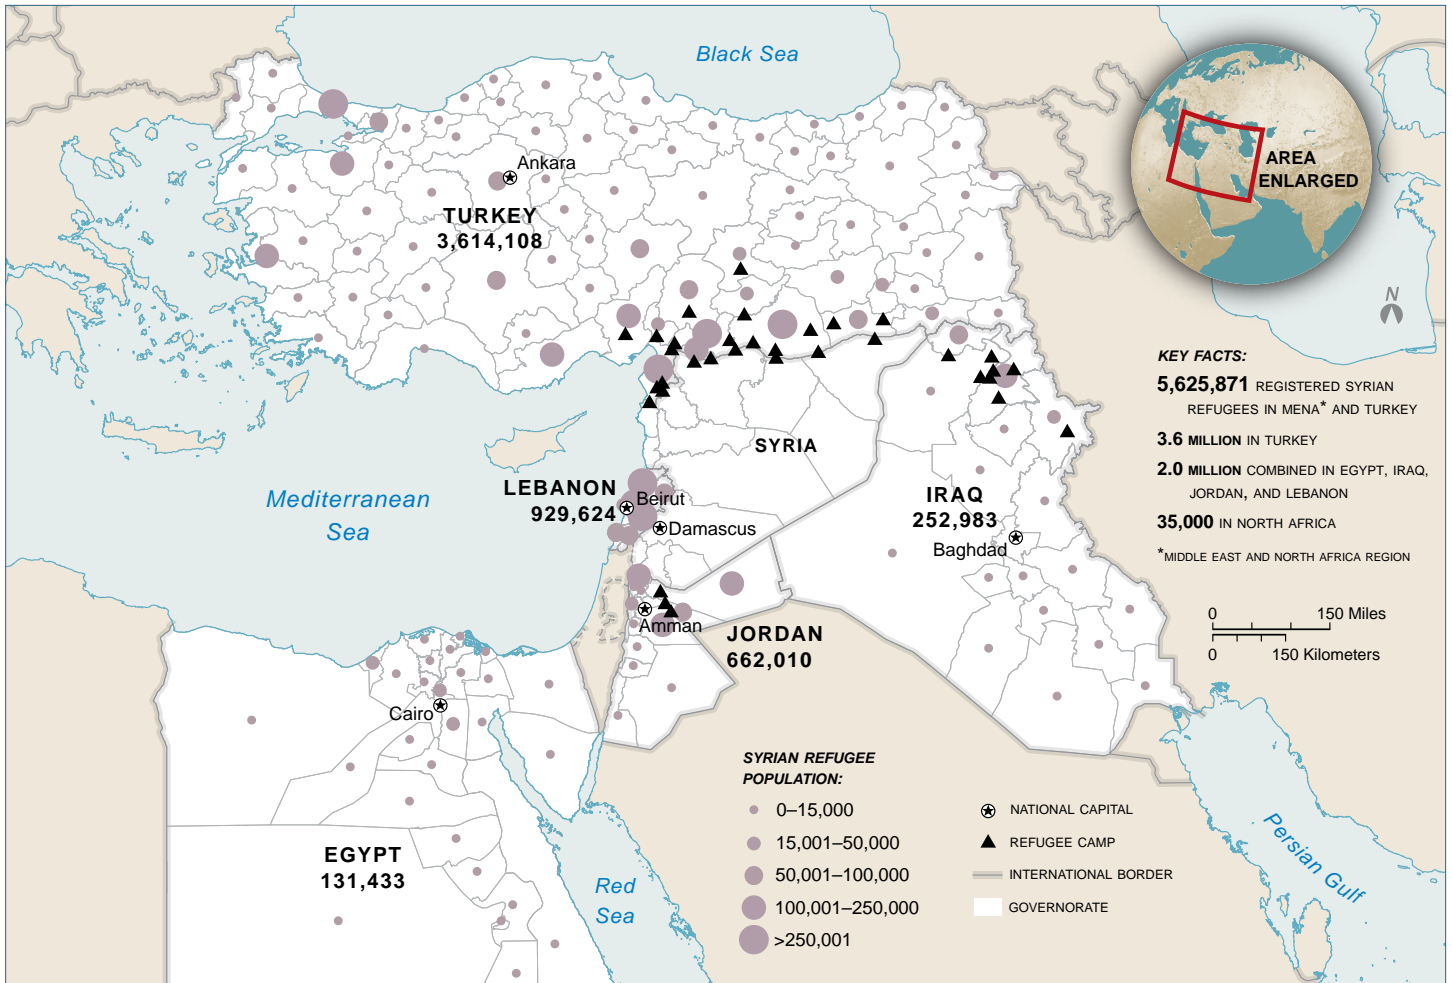 Black Sea
Ankara
TURKEY
3,614,108
AREA
ENLARGED
N
KEY FACTS:
5,625,871 REGISTERED SYRIAN
REFUGEES IN MENA* AND TURKEY
3.6 MILLION IN TURKEY
2.0 MILLION COMBINED IN EGYPT, IRAQ,
JORDAN, AND LEBANON
35,000 IN NORTH AFRICA
*MIDDLE EAST AND NORTH AFRICA REGION
0 150 Miles
0 150 Kilometers
SYRIA
Mediterranean
Sea
LEBANON
929,624
Beirut
Damascus
IRAQ
252,983
Baghdad
Amman
JORDAN
662,010
Cairo
EGYPT
131,433
Red
Sea
Persian Gulf
SYRIAN REFUGEE
POPULATION:
0–15,000
15,001–50,000
50,001–100,000
100,001–250,000
>250,001
NATIONAL CAPITAL
REFUGEE CAMP
INTERNATIONAL BORDER
GOVERNORATE